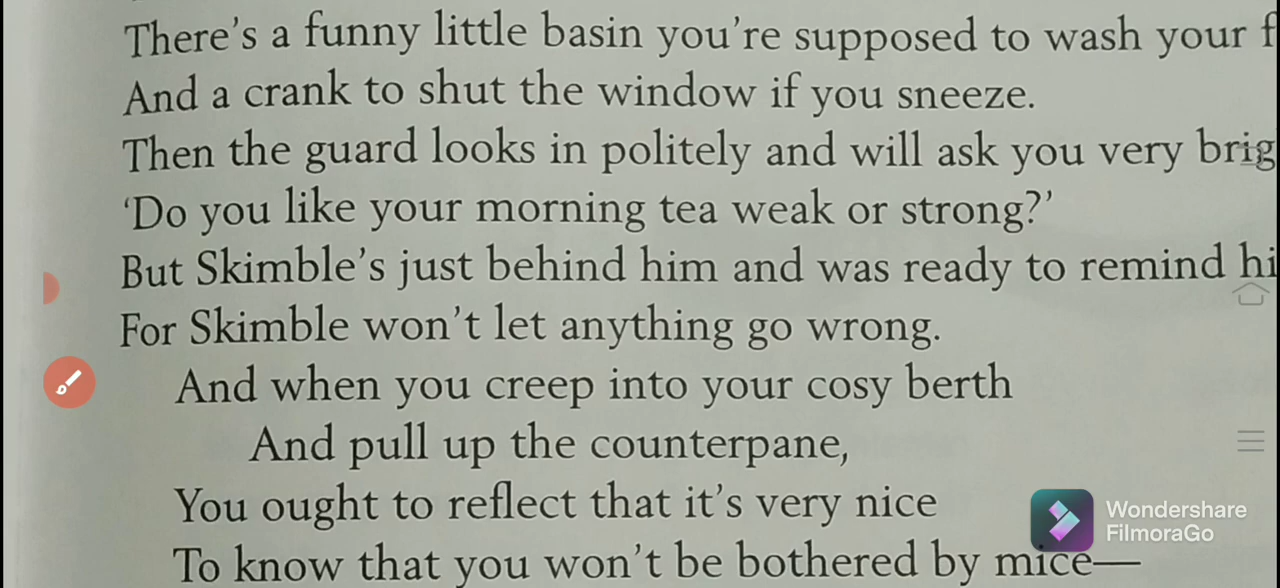 There's a funny little basin you're supposed to wash your f
And a crank to shut the window if you sneeze.
Then the guard looks in politely and will ask you very brig
‘Do you like your morning tea weak or strong?’
But Skimble's just behind him and was ready to remind hi
For Skimble won't let anything go wrong.
And when you creep into your cosy berth
And pull up the counterpane,
You ought to reflect that it's very nice
To know that you won't be bothered by mice—
Wondershare
FilmoraGo